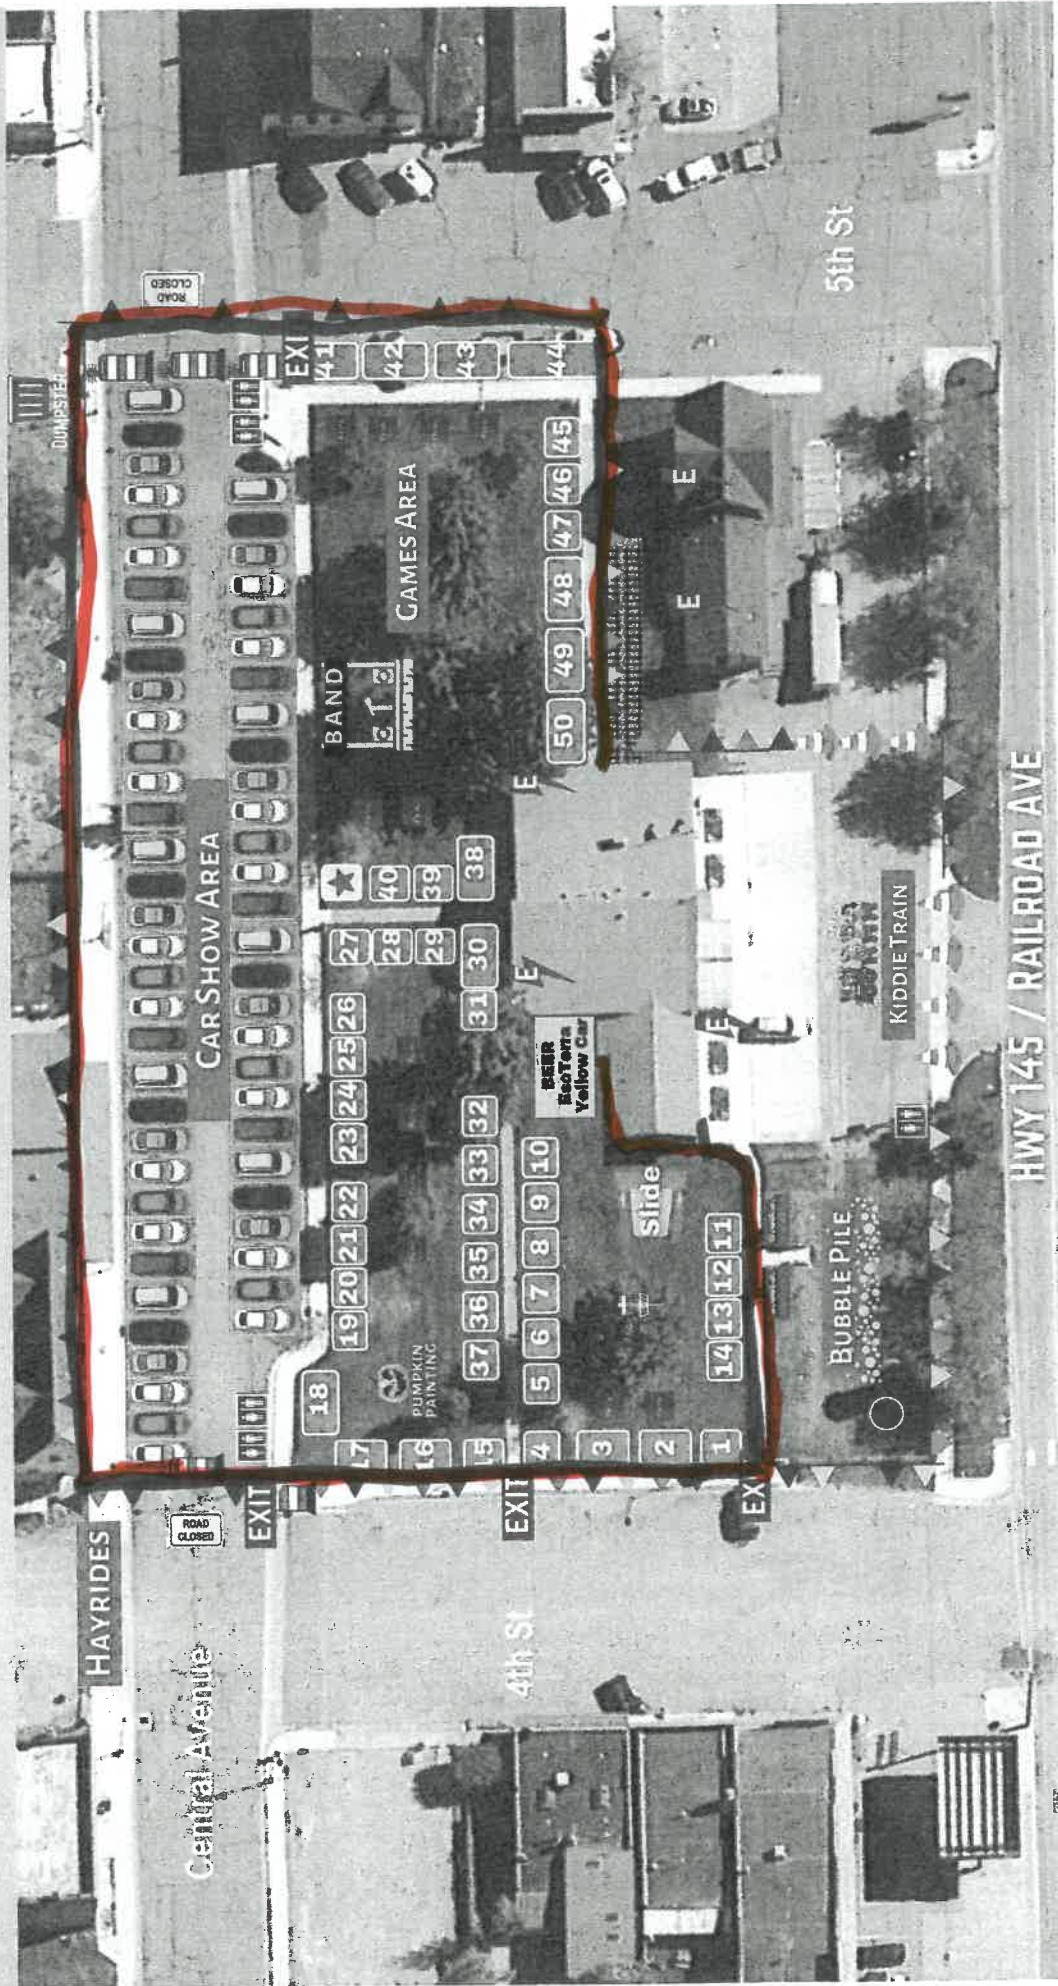 HAYRIDES
Central Avenue
ROAD
CLOSED
EXIT
CAR SHOW AREA
DUMPSTE
ROAD
CLOSED
EXI
41
42
43
44
18
17
16
15
4
3
2
1
EXIT
EX
PUMPKIN
PAINTING
19 20 21 22 23 24 25 26
27
28
29
30
31
32
33
34
35
36
37
38
39
40
BAND
GAMES AREA
5 6 7 8 9 10
BEER
EsoTerra
Yellow Car
50 49 48 47 46 45
Slide
14 13 12 11
E
E
E
E
E
4th St
5th St
BUBBLE PILE
KIDDIE TRAIN
HWY 145 / RAILROAD AVE